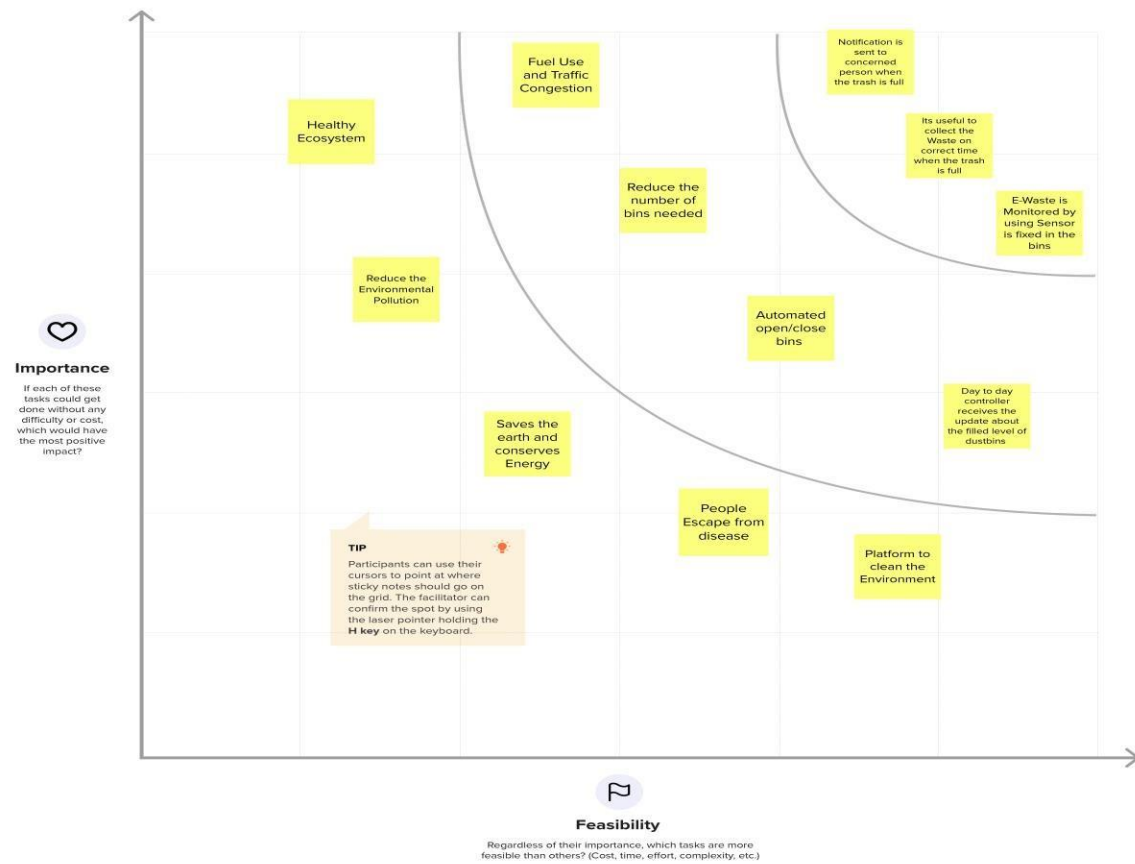 Fuel Use
and Traffic
Congestion
Notification is
sent to
concerned
person when
the trash is full
Healthy
Ecosystem
Its useful to
collect the
Waste on
correct time
when the trash
is full
Reduce the
number of
bins needed
E-Waste is
Monitored by
using Sensor
is fixed in the
bins
Reduce the
Environmental
Pollution
Automated
open/close
bins
Importance
If each of these
tasks could get
done without any
difficulty or cost,
which would have
the most positive
impact?
Day to day
controller
receives the
update about
the filled level of
dustbins
Saves the
earth and
conserves
Energy
People
Escape from
disease
Platform to
clean the
Environment
TIP
Participants can use their
cursors to point at where
sticky notes should go on
the grid. The facilitator can
confirm the spot by using
the laser pointer holding the
H key on the keyboard.
Feasibility
Regardless of their importance, which tasks are more
feasible than others? (Cost, time, effort, complexity, etc.)